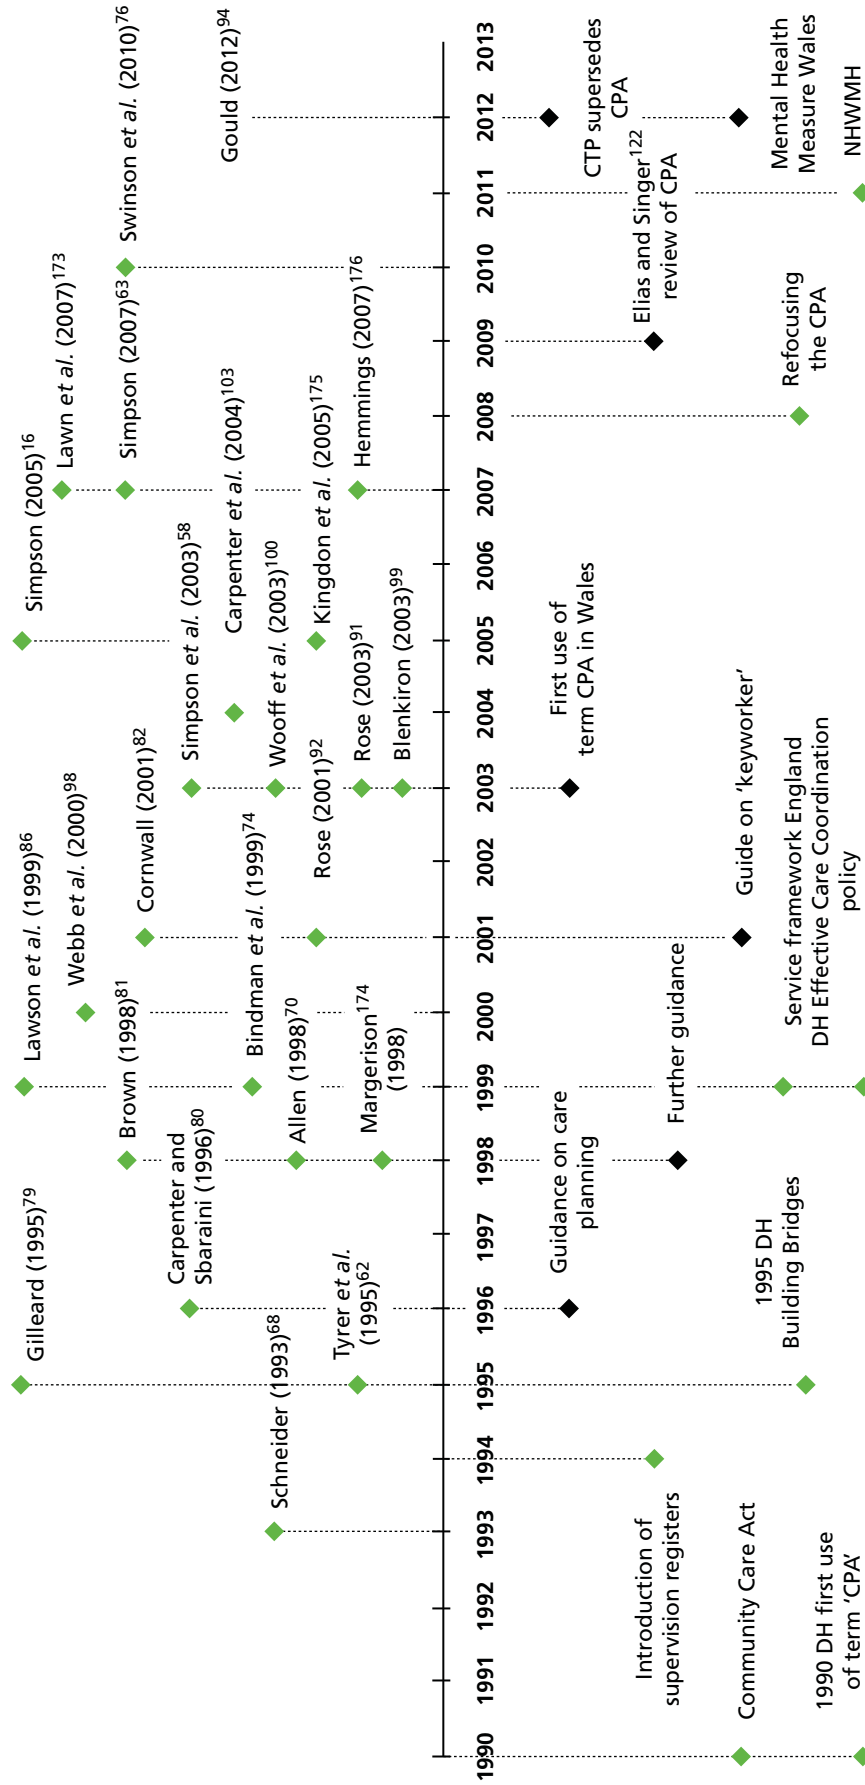 Gilleard (1995)79
Lawson et al. (1999)86
Simpson (2005)16
Lawn et al. (2007)173
Webb et al. (2000)98
Brown (1998)81
Cornwall (2001)82
Simpson (2007)63
Swinson et al. (2010)76
Carpenter and
Sbaraini (1996)80
Simpson et al. (2003)58
Carpenter et al. (2004)103
Gould (2012)94
Schneider (1993)68
Bindman et al. (1999)74
Wooff et al. (2003)100
Allen (1998)70
Rose (2001)92
Kingdon et al. (2005)175
Tyrer et al.
(1995)62
Margerison174
(1998)
Rose (2003)91
Hemmings (2007)176
Blenkiron (2003)99
1990
1991
1992
1993
1994
1995
1996
1997
1998
1999
2000
2001
2002
2003
2004
2005
2006
2007
2008
2009
2010
2011
2012
2013
Guidance on care
planning
First use of
term CPA in Wales
CTP supersedes
CPA
Introduction of
supervision registers
Further guidance
Elias and Singer122
review of CPA
Community Care Act
Guide on ‘keyworker’
1995 DH
Building Bridges
Service framework England
DH Effective Care Coordination
policy
Refocusing
the CPA
Mental Health
Measure Wales
1990 DH first use
of term ‘CPA’
NHWMH